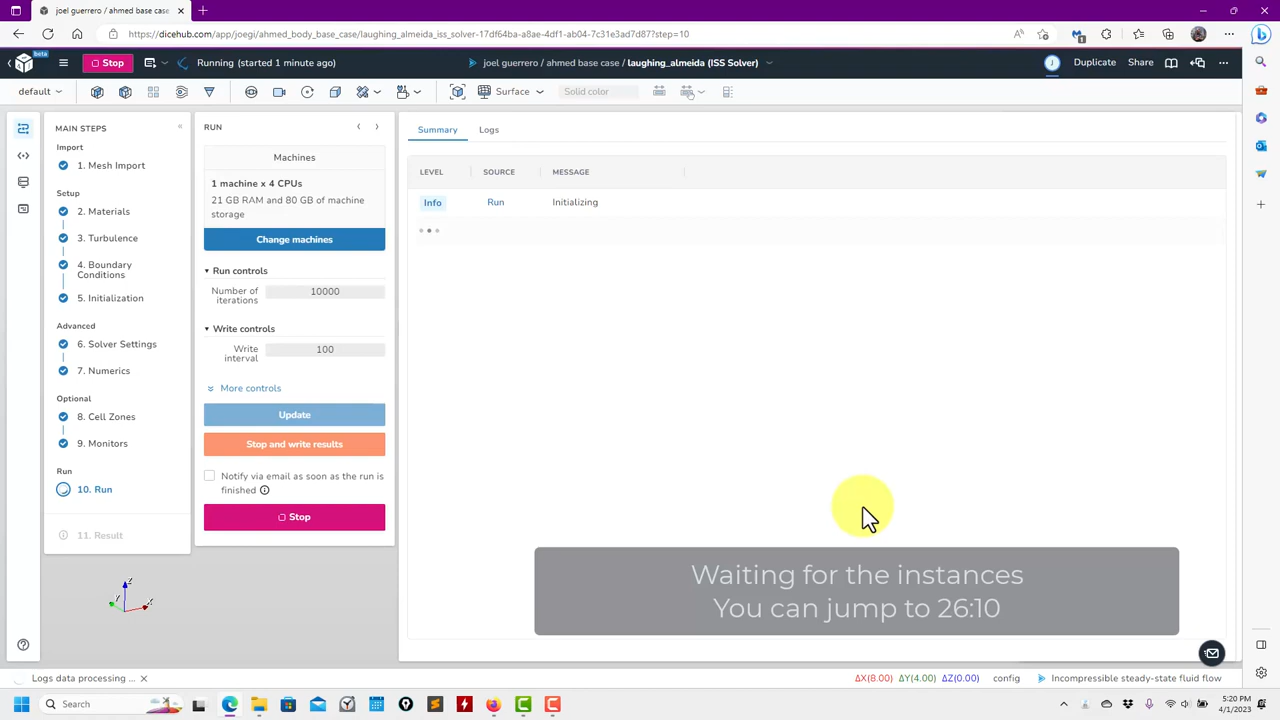 joel guerrero / ahmed base case
https://dicehub.com/app/joegi/ahmed_body_base_case/laughing_almeida_iss_solver-17df64ba-a8ae-4df1-ab04-7c31e3ad7d87?step=10
beta
Stop
Running (started 1 minute ago)
joel guerrero / ahmed base case / laughing_almeida (ISS Solver)
J
Duplicate
Share
default
Surface
Solid color
MAIN STEPS
Import
1. Mesh Import
Setup
2. Materials
3. Turbulence
4. Boundary
Conditions
5. Initialization
Advanced
6. Solver Settings
7. Numerics
Optional
8. Cell Zones
9. Monitors
Run
10. Run
11. Result
RUN
Machines
1 machine x 4 CPUs
21 GB RAM and 80 GB of machine
storage
Change machines
Run controls
Number of
iterations
10000
Write controls
Write
interval
100
More controls
Update
Stop and write results
Notify via email as soon as the run is
finished
Stop
Summary
Logs
LEVEL
SOURCE
MESSAGE
Info
Run
Initializing
Waiting for the instances
You can jump to 26:10
Z
Y
X
Logs data processing ...
ΔX(8.00)
ΔY(4.00)
ΔZ(0.00)
config
Incompressible steady-state fluid flow
Search
5:20 PM
4/1/2023